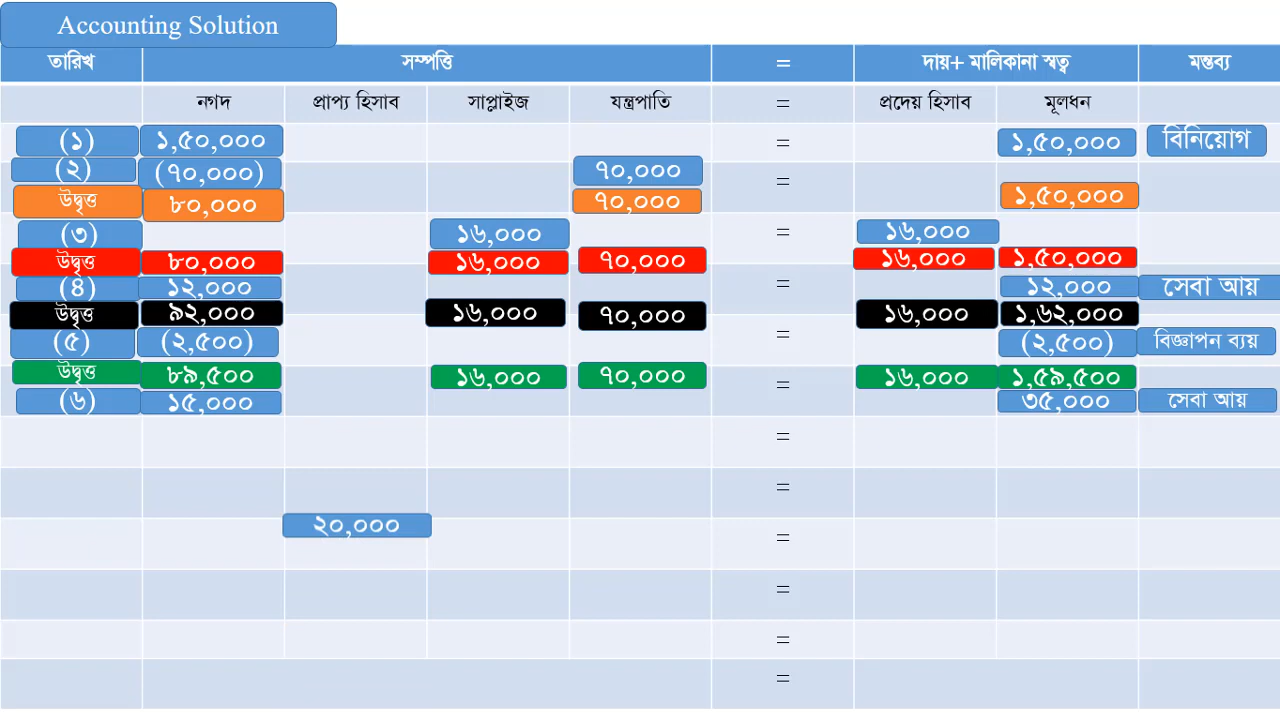 Accounting Solution
তারিখ সম্পত্তি = দায়+ মালিকানা স্বত্ব মন্তব্য
নগদ প্রাপ্য হিসাব সাপ্লাইজ যন্ত্রপাতি = প্রদেয় হিসাব মূলধন
(১) ১,৫০,০০০ = ১,৫০,০০০ বিনিয়োগ
(২) (৭০,০০০) ৭০,০০০ =
উদ্বৃত্ত ৮০,০০০ ৭০,০০০ ১,৫০,০০০
(৩) ১৬,০০০ = ১৬,০০০
উদ্বৃত্ত ৮০,০০০ ১৬,০০০ ৭০,০০০ ১৬,০০০ ১,৫০,০০০
(৪) ১২,০০০ = ১২,০০০ সেবা আয়
উদ্বৃত্ত ৯২,০০০ ১৬,০০০ ৭০,০০০ ১৬,০০০ ১,৬২,০০০
(৫) (২,৫০০) = (২,৫০০) বিজ্ঞাপন ব্যয়
উদ্বৃত্ত ৮৯,৫০০ ১৬,০০০ ৭০,০০০ = ১৬,০০০ ১,৫৯,৫০০
(৬) ১৫,০০০ ৩৫,০০০ সেবা আয়
=
=
২০,০০০
=
=
=
=